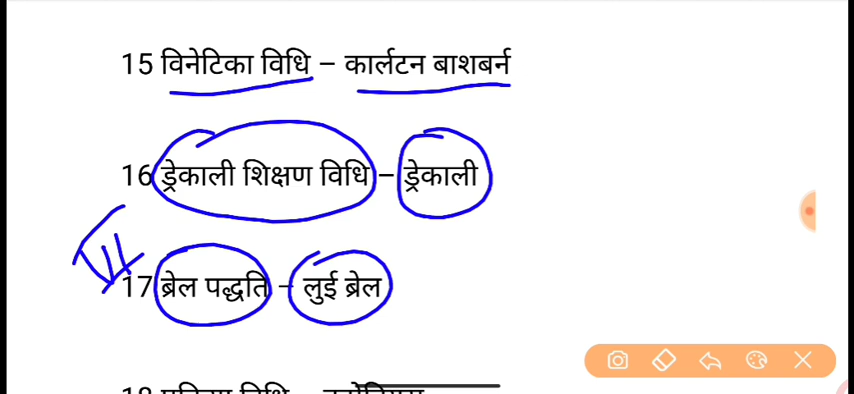 15 विनेटिका विधि – कार्लटन बाशबर्न
16 ड्रेकाली शिक्षण विधि – ड्रेकाली
17 ब्रेल पद्धति – लुई ब्रेल